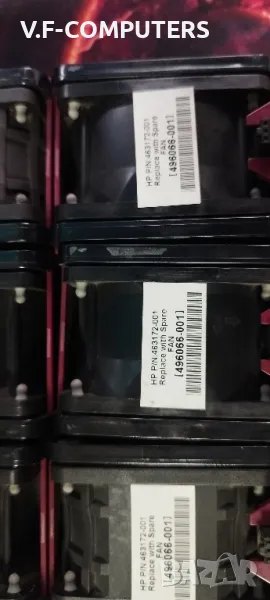 V.F-COMPUTERS
HP P/N:463172-001
Replace with Spare
FAN
[496066-001]
HP P/N:463172-001
Replace with Spare
FAN
[496066-001]
HP P/N:463172-001
Replace with Spare
FAN
[496066-001]
bazar